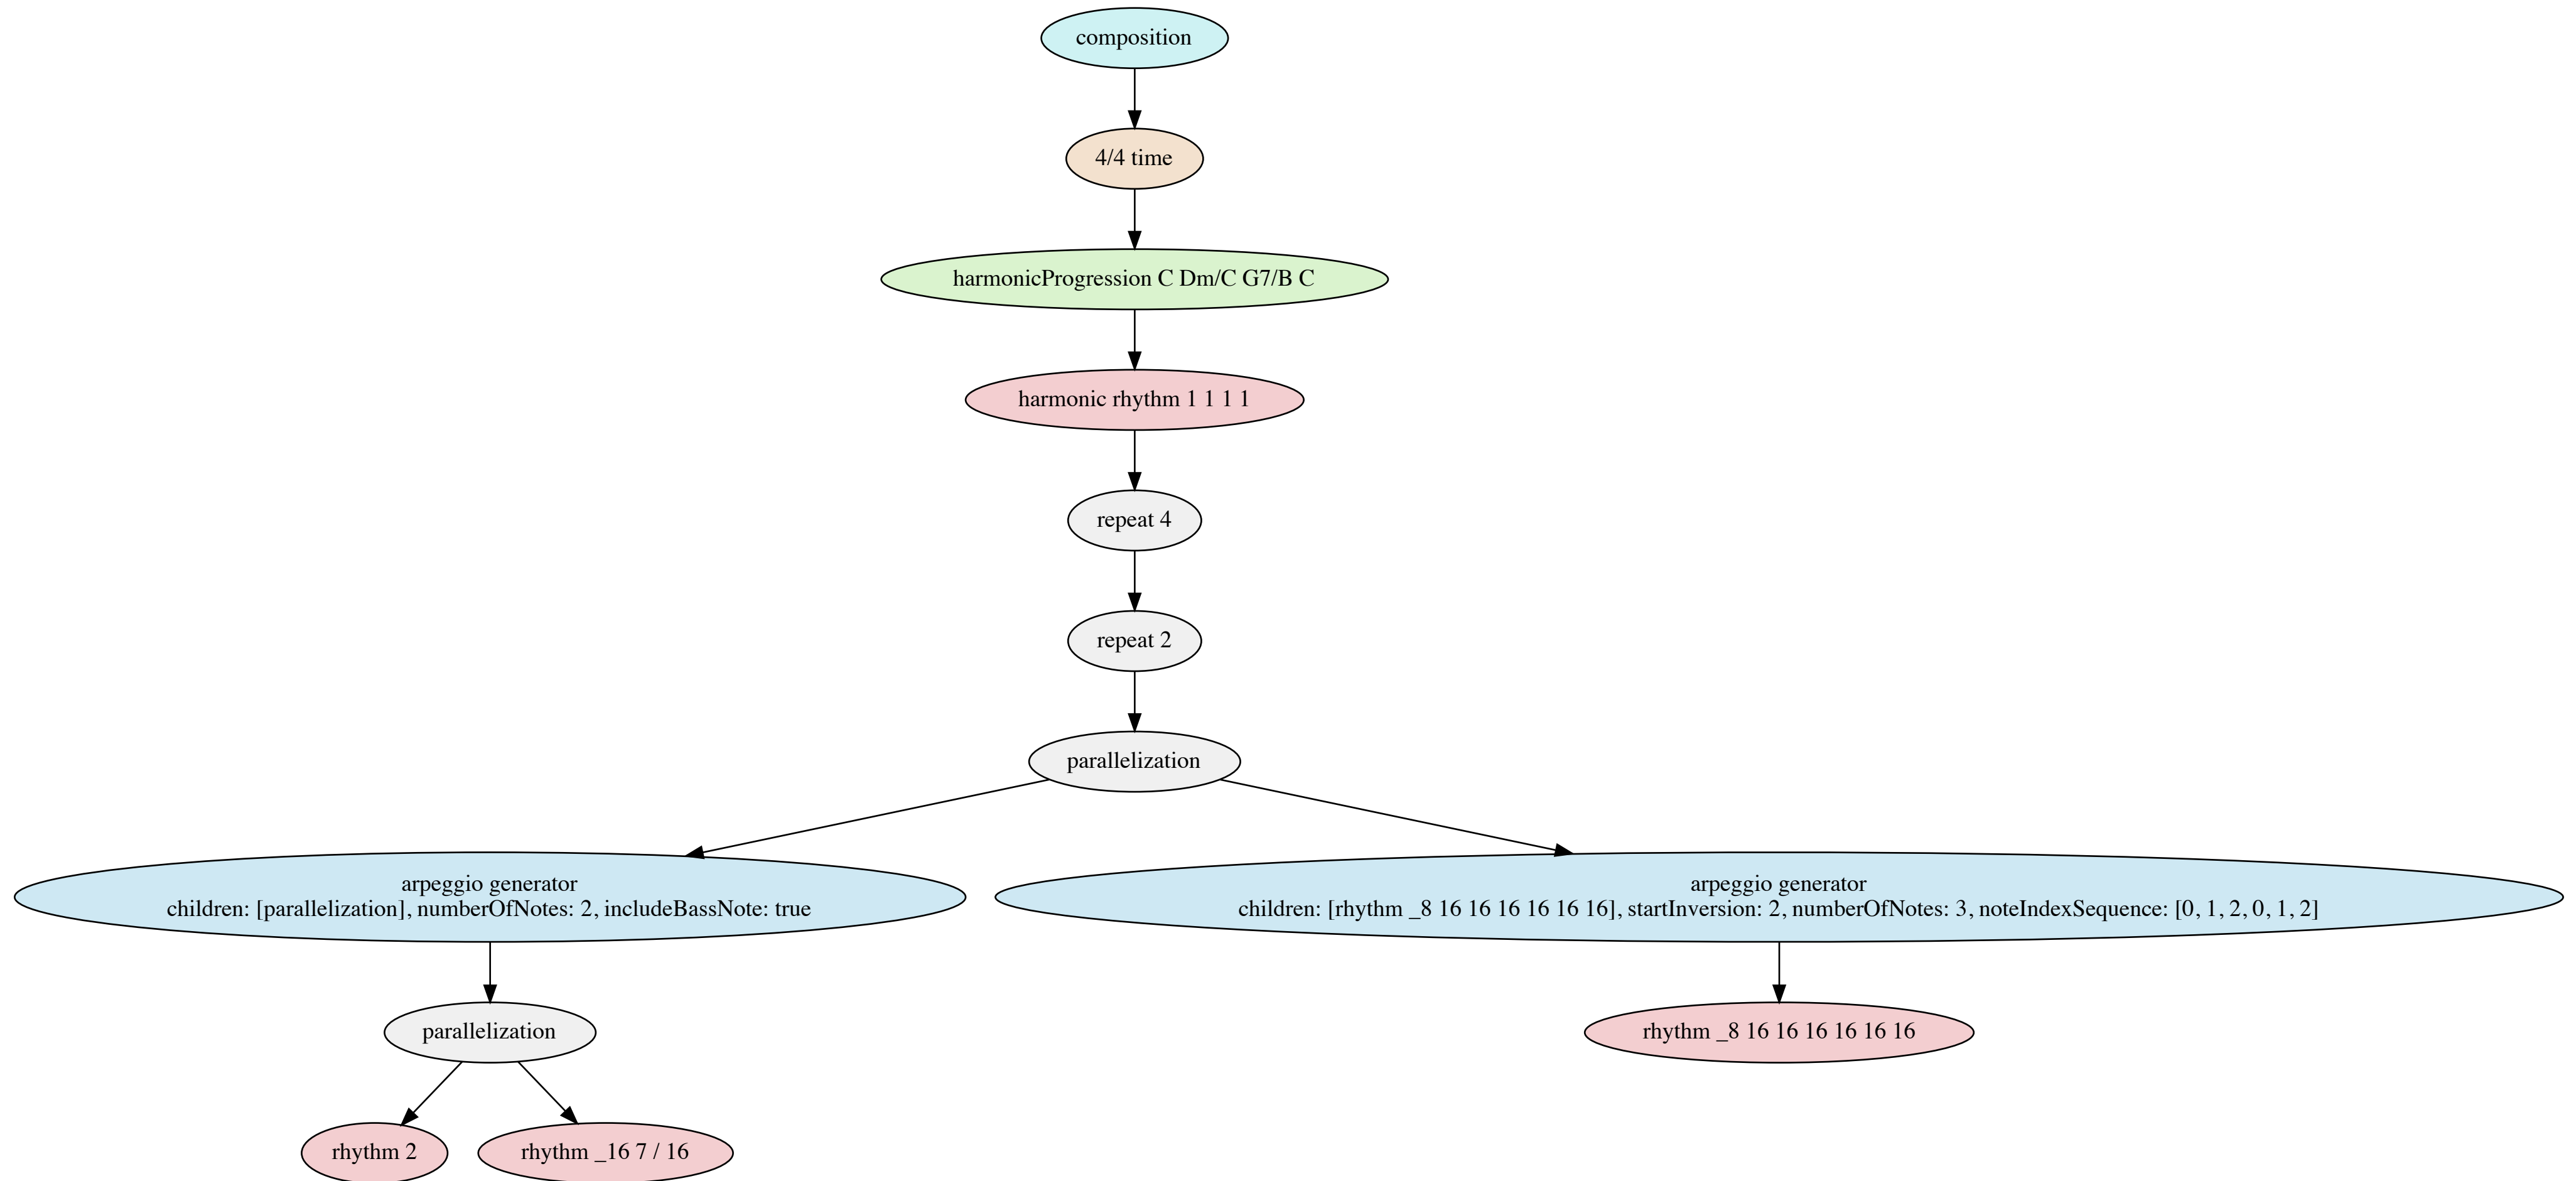 composition
4/4 time
harmonicProgression C Dm/C G7/B C
harmonic rhythm 1 1 1 1
repeat 4
repeat 2
parallelization
arpeggio generator
children: [parallelization], numberOfNotes: 2, includeBassNote: true
arpeggio generator
children: [rhythm _8 16 16 16 16 16 16], startInversion: 2, numberOfNotes: 3, noteIndexSequence: [0, 1, 2, 0, 1, 2]
parallelization
rhythm _8 16 16 16 16 16 16
rhythm 2
rhythm _16 7 / 16